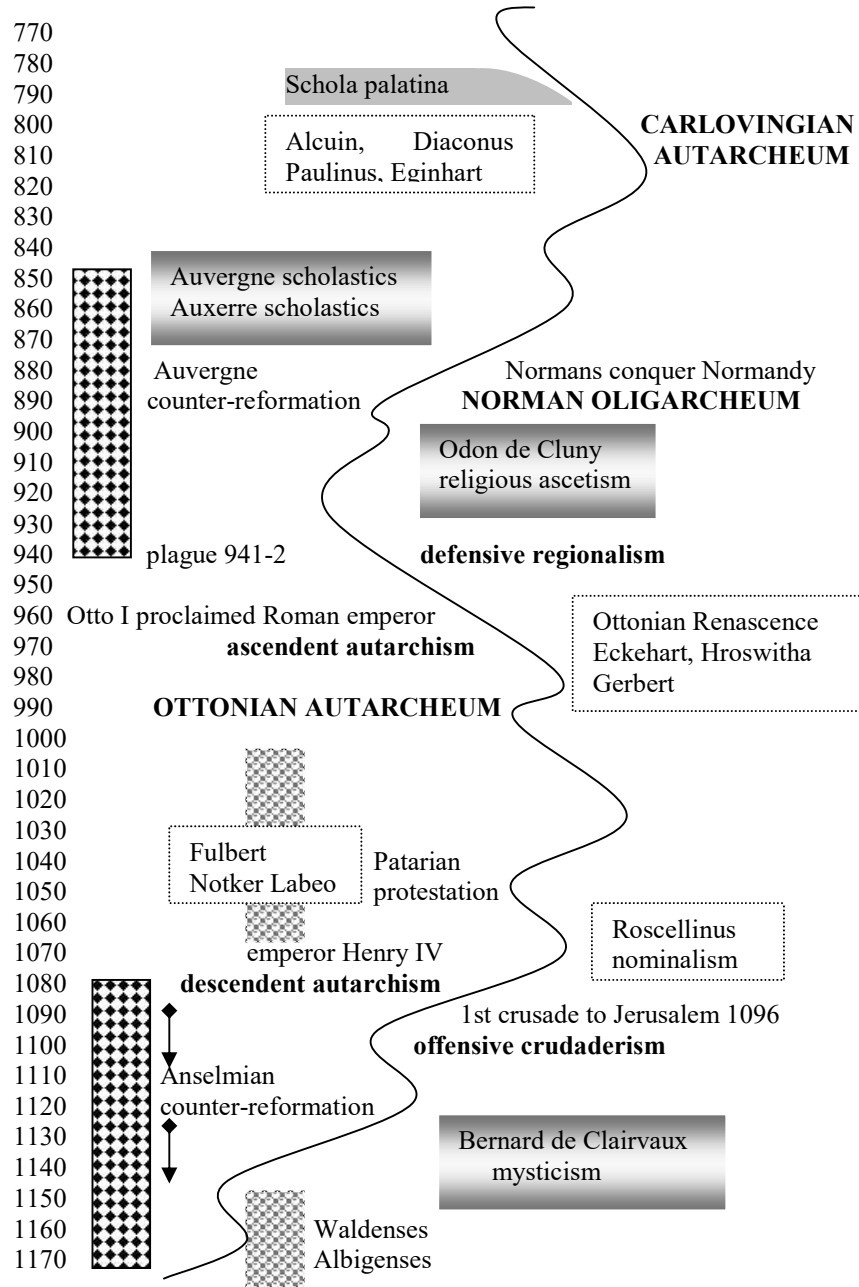 770
780
Schola palatina
790
800
CARLOVINGIAN
Alcuin, Diaconus
810
AUTARCHEUM
Paulinus, Eginhart
820
830
840
850
Auvergne scholastics
860
Auxerre scholastics
870
880
Auvergne
Normans conquer Normandy
890
counter-reformation
NORMAN OLIGARCHEUM
900
910
Odon de Cluny
920
religious ascetism
930
940
plague 941-2
defensive regionalism
950
960
Otto I proclaimed Roman emperor
Ottonian Renascence
970
ascendent autarchism
Eckehart, Hroswitha
980
Gerbert
990
OTTONIAN AUTARCHEUM
1000
1010
1020
1030
1040
Fulbert
Patarian
1050
Notker Labeo
protestation
1060
1070
emperor Henry IV
Roscellinus
nominalism
1080
descendent autarchism
1090
1st crusade to Jerusalem 1096
1100
offensive crudaderism
1110
Anselmian
1120
counter-reformation
1130
Bernard de Clairvaux
1140
mysticism
1150
1160
Waldenses
1170
Albigenses